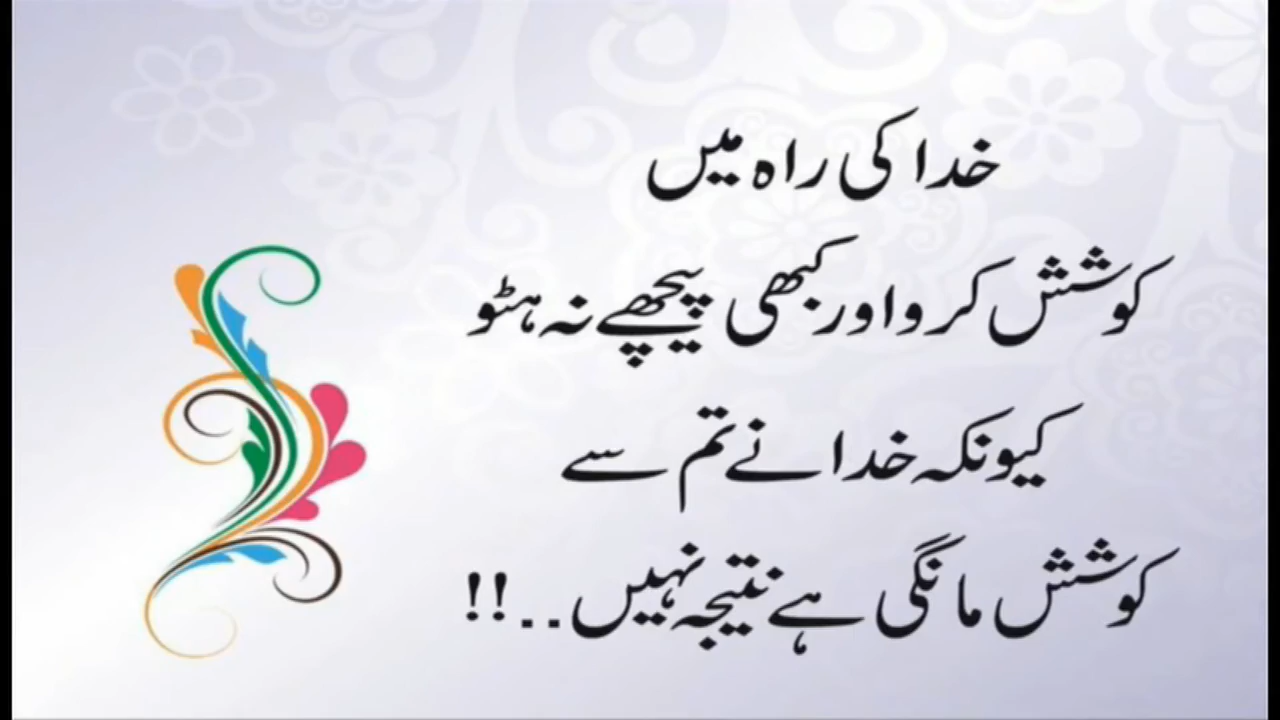 خدا کی راہ میں
کوشش کرو اور کبھی پیچھے نہ ہٹو
کیونکہ خدا نے تم سے
کوشش مانگی ہے نتیجہ نہیں..!!